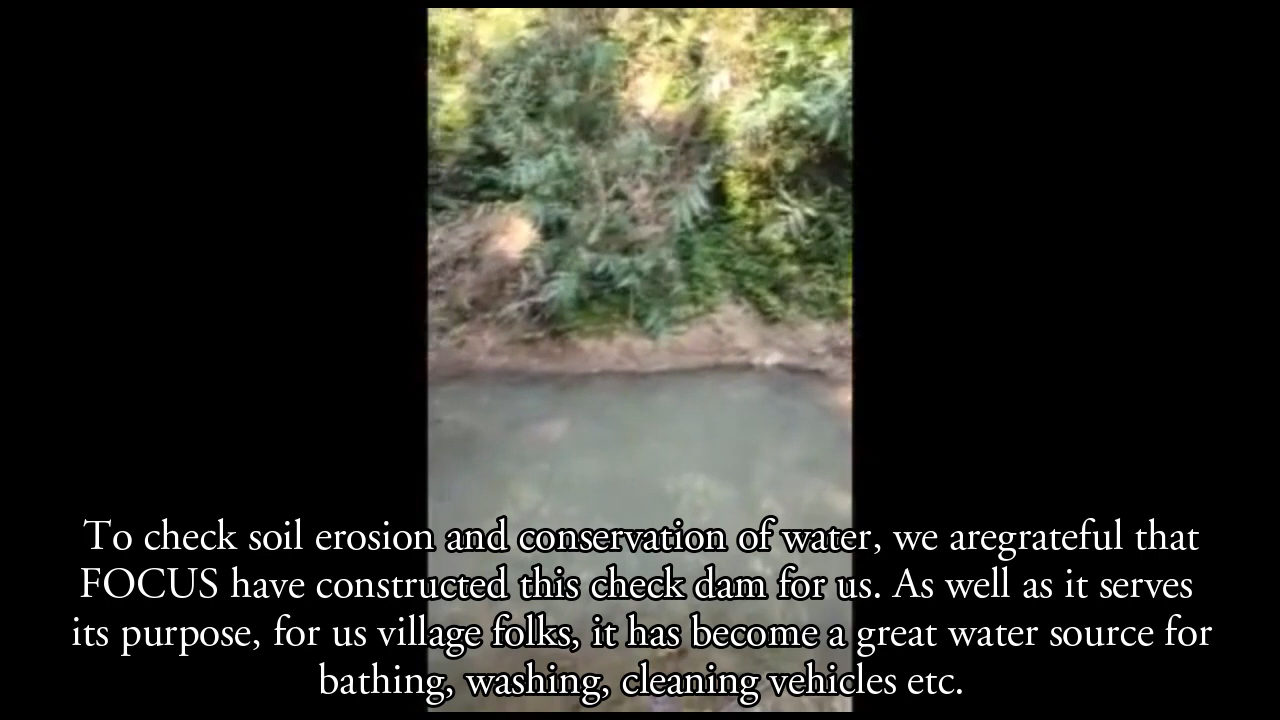 To check soil erosion and conservation of water, we aregrateful that
FOCUS have constructed this check dam for us. As well as it serves
its purpose, for us village folks, it has become a great water source for
bathing, washing, cleaning vehicles etc.